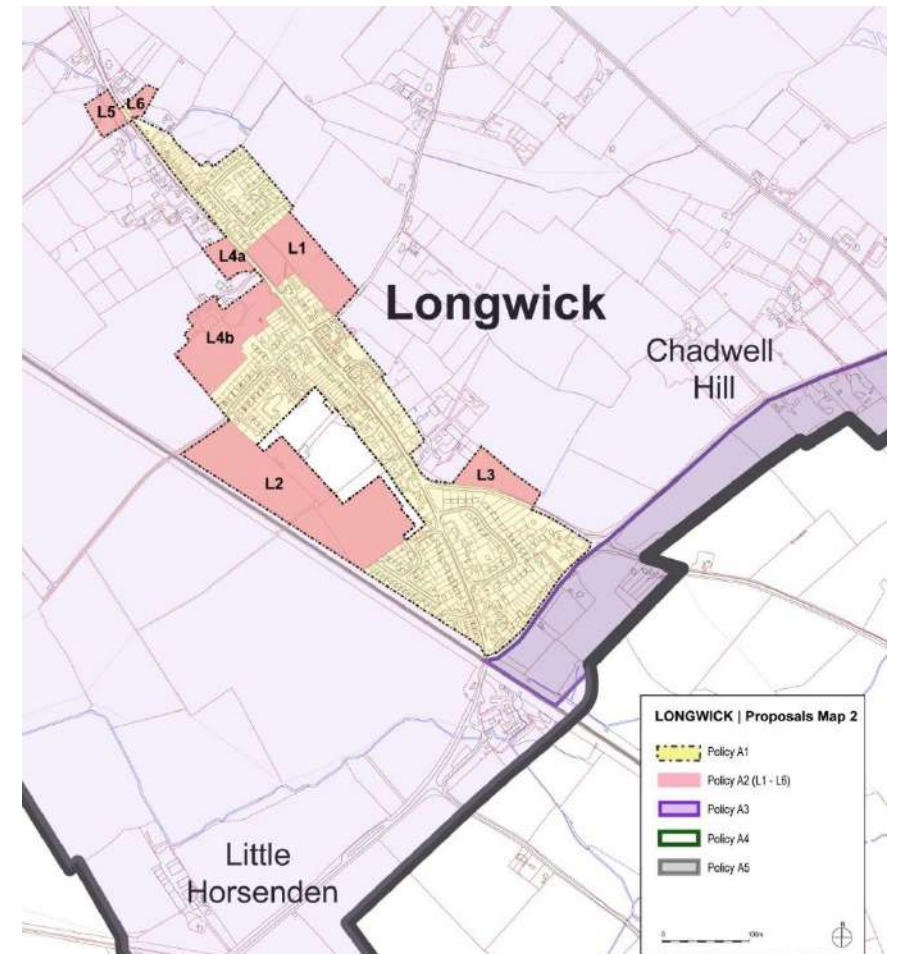 L5
L6
L4a
L1
L4b
Longwick
Chadwell
Hill
L2
L3
LONGWICK | Proposals Map 2
Policy A1
Policy A2 (L1 - L6)
Policy A3
Policy A4
Policy A5
Little
Horsenden
0
N